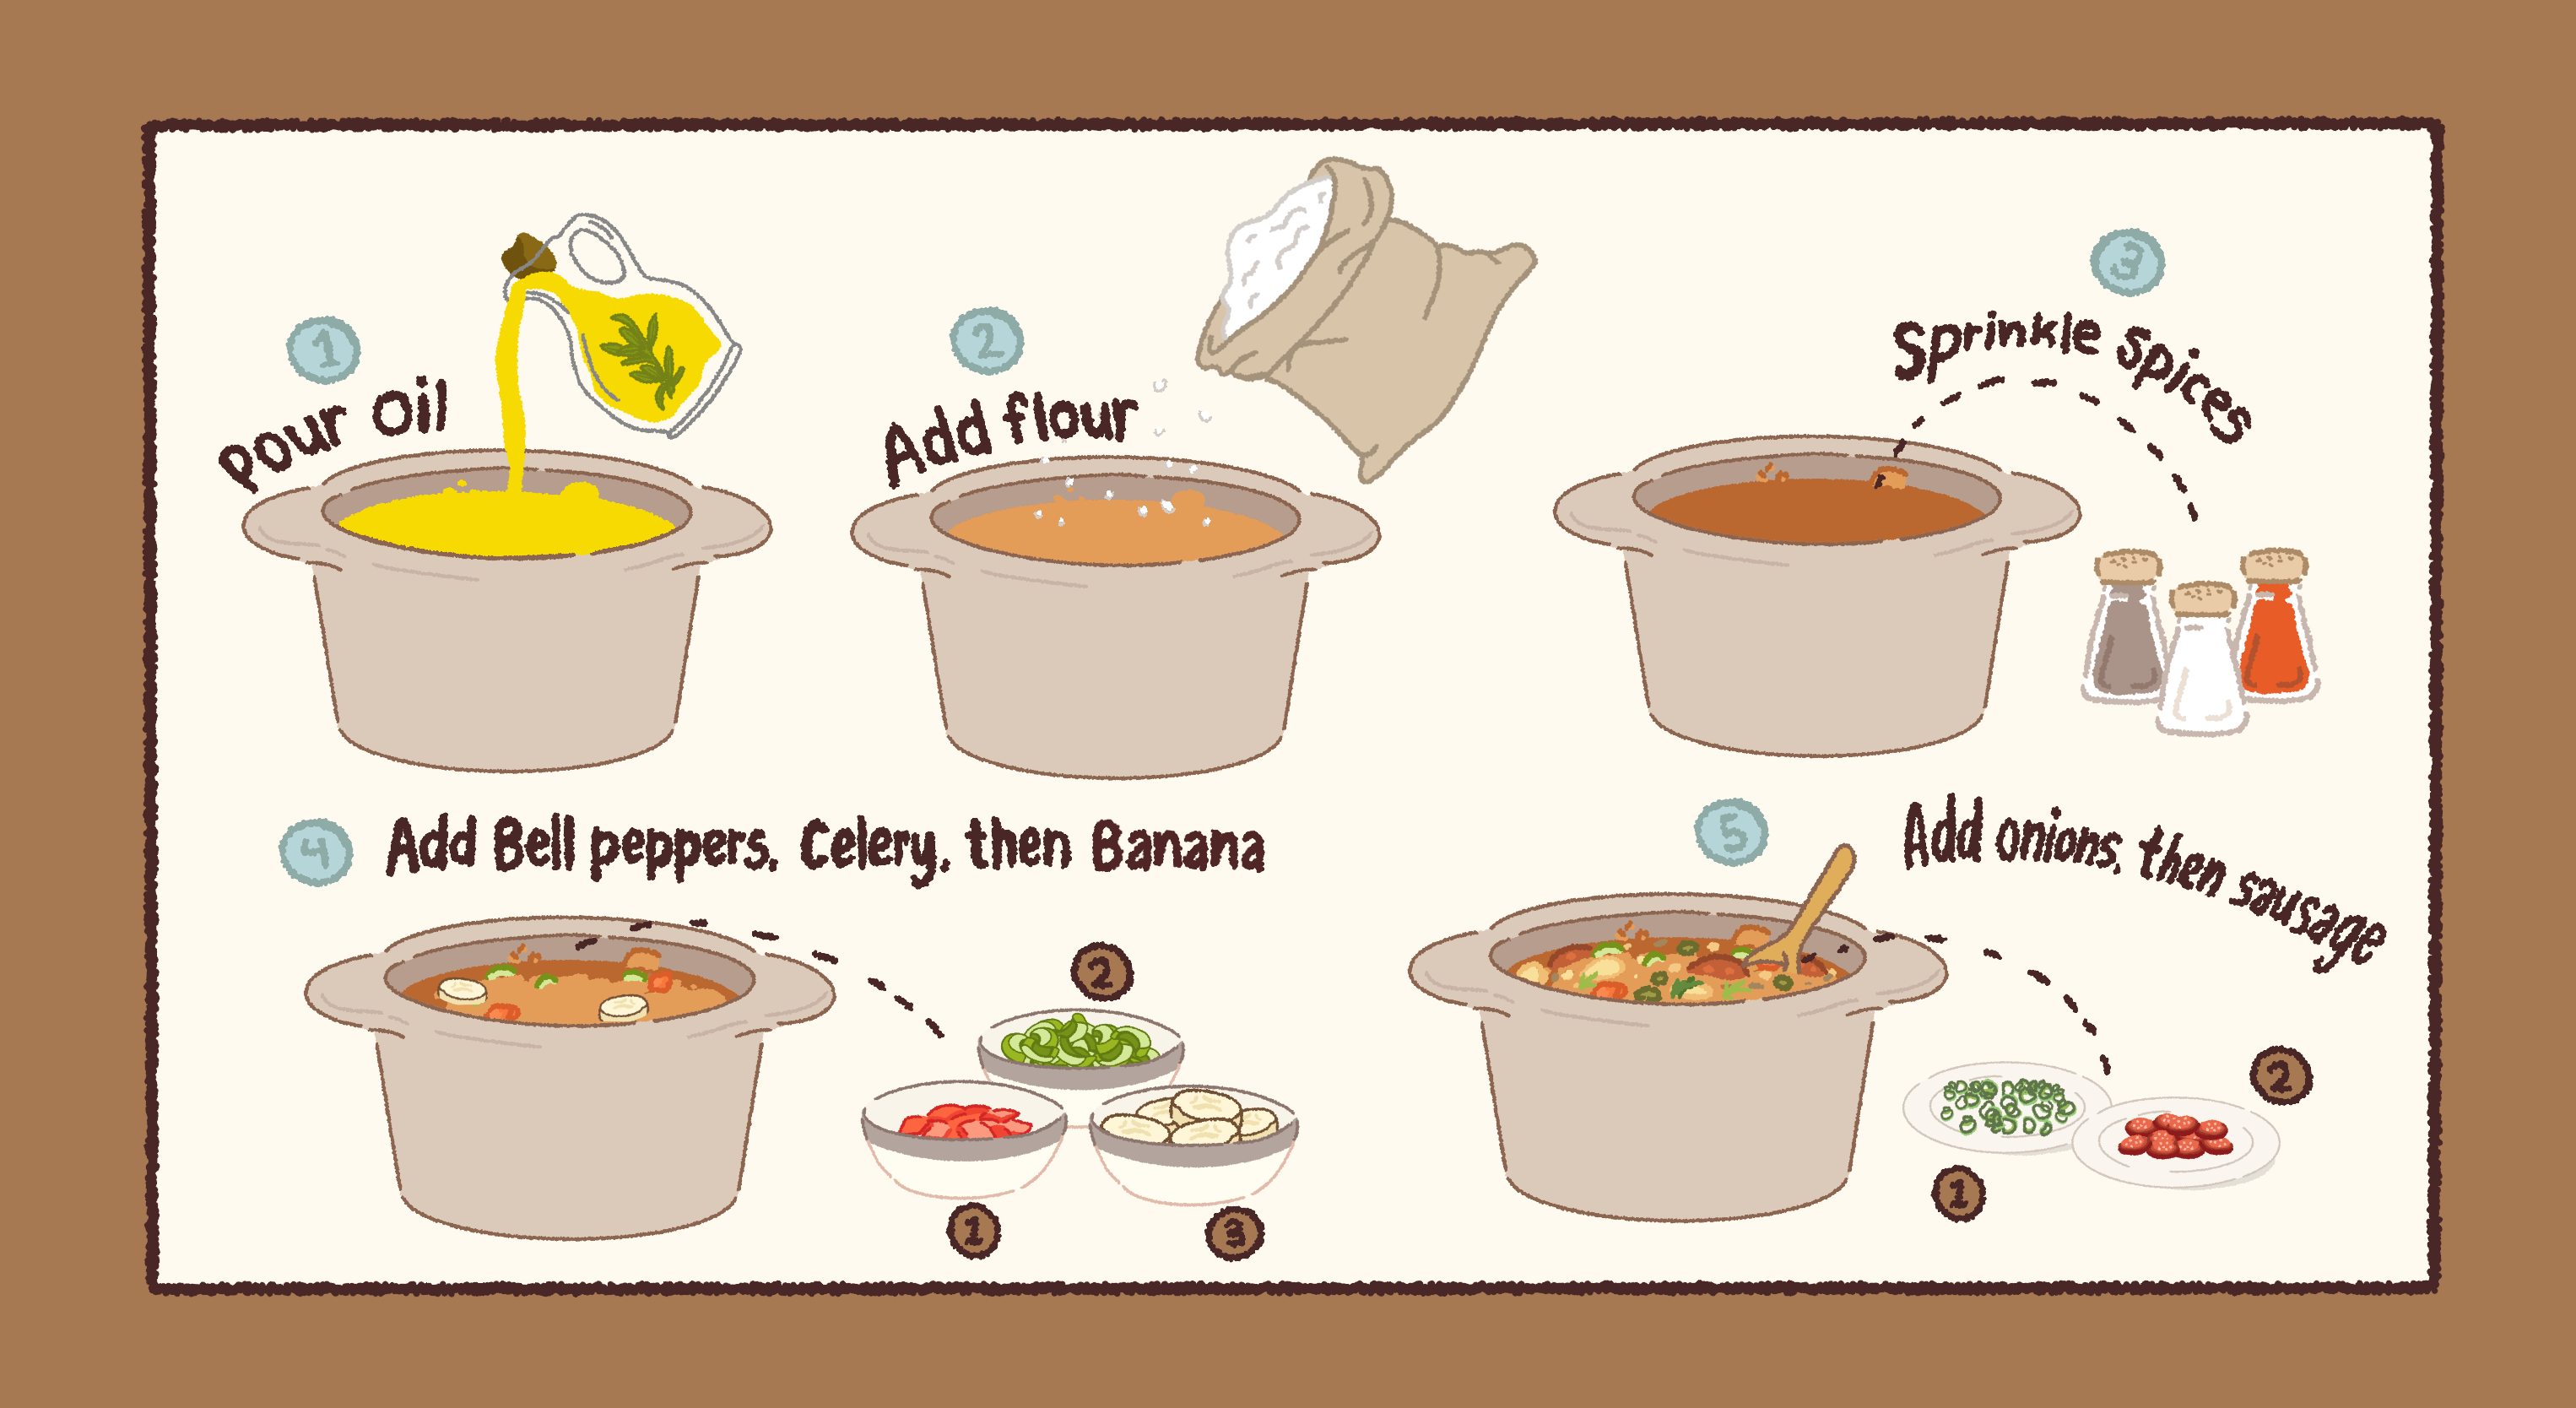 1
Pour Oil
2
Add flour
3
Sprinkle spices
4
Add Bell peppers, Celery, then Banana
2
1
3
5
Add onions, then sausage
2
1